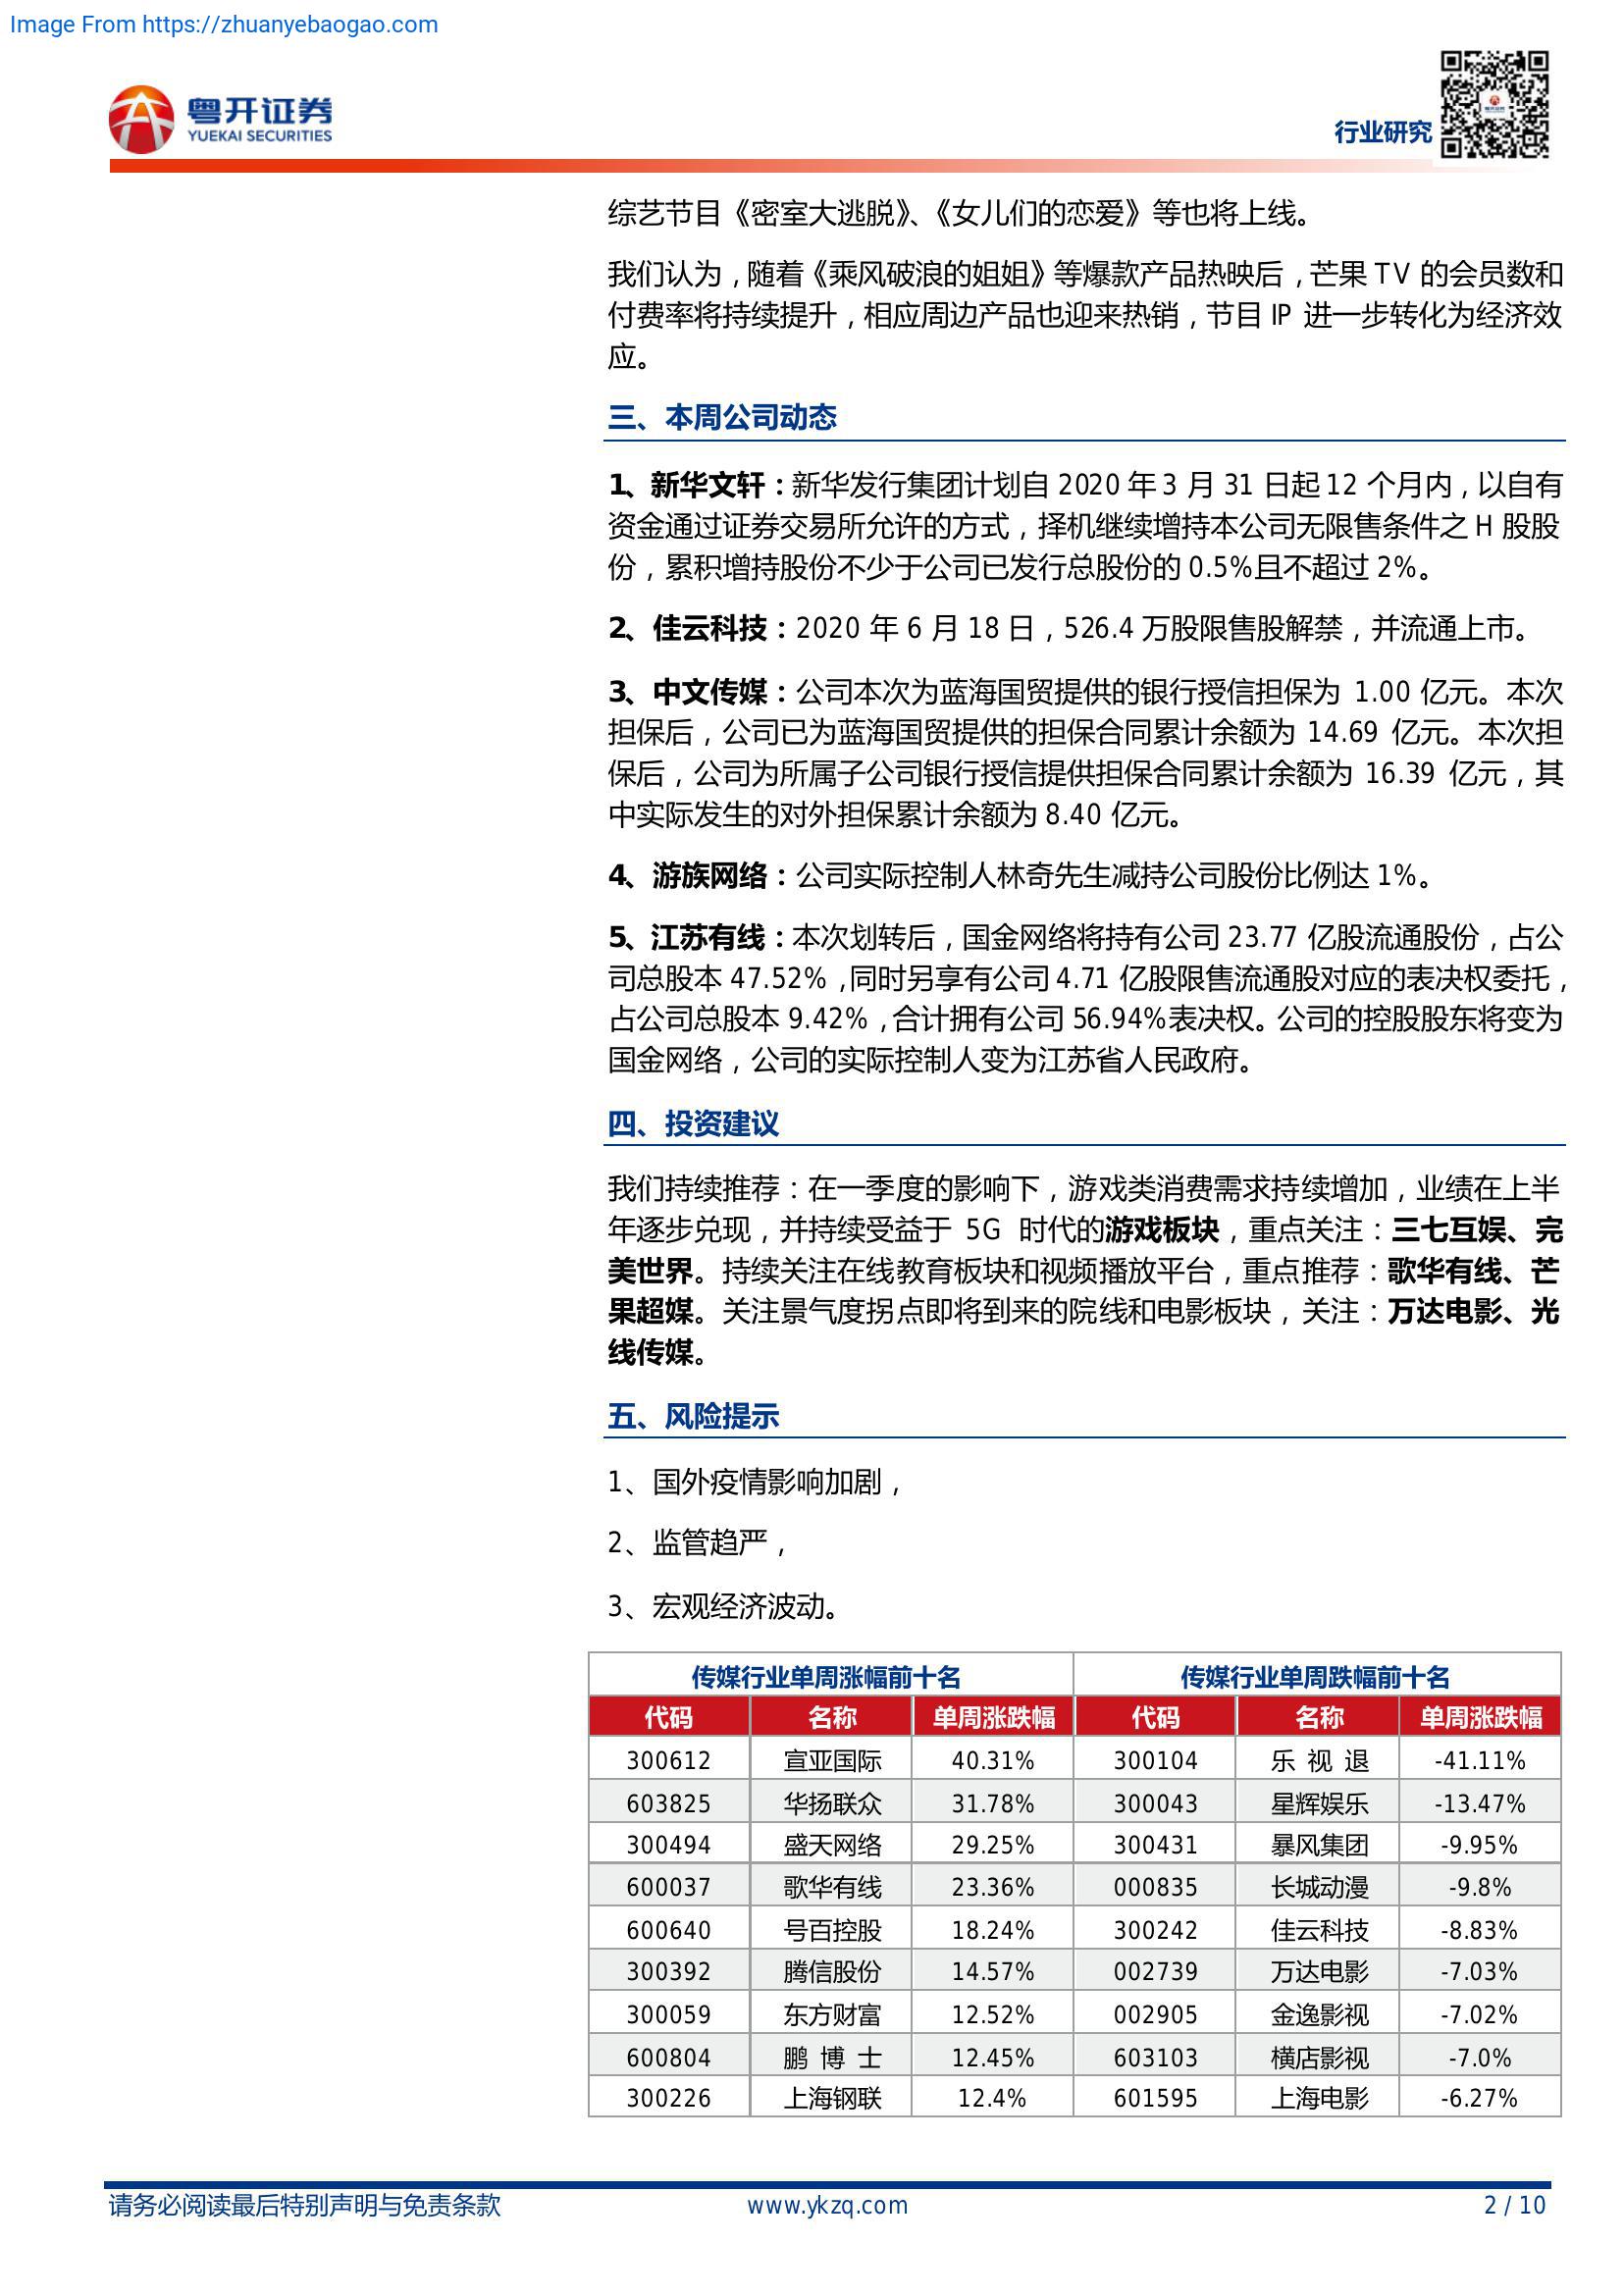 Image From https://zhuanyebaogao.com
粤开证券
YUEKAI SECURITIES
行业研究
综艺节目《密室大逃脱》、《女儿们的恋爱》等也将上线。
我们认为，随着《乘风破浪的姐姐》等爆款产品热映后，芒果 TV 的会员数和
付费率将持续提升，相应周边产品也迎来热销，节目 IP 进一步转化为经济效
应。
三、本周公司动态
1、新华文轩：新华发行集团计划自 2020 年 3 月 31 日起 12 个月内，以自有
资金通过证券交易所允许的方式，择机继续增持本公司无限售条件之 H 股股
份，累积增持股份不少于公司已发行总股份的 0.5%且不超过 2%。
2、佳云科技：2020 年 6 月 18 日，526.4 万股限售股解禁，并流通上市。
3、中文传媒：公司本次为蓝海国贸提供的银行授信担保为 1.00 亿元。本次
担保后，公司已为蓝海国贸提供的担保合同累计余额为 14.69 亿元。本次担
保后，公司为所属子公司银行授信提供担保合同累计余额为 16.39 亿元，其
中实际发生的对外担保累计余额为 8.40 亿元。
4、游族网络：公司实际控制人林奇先生减持公司股份比例达 1%。
5、江苏有线：本次划转后，国金网络将持有公司 23.77 亿股流通股份，占公
司总股本 47.52%，同时另享有公司 4.71 亿股限售流通股对应的表决权委托，
占公司总股本 9.42%，合计拥有公司 56.94%表决权。公司的控股股东将变为
国金网络，公司的实际控制人变为江苏省人民政府。
四、投资建议
我们持续推荐：在一季度的影响下，游戏类消费需求持续增加，业绩在上半
年逐步兑现，并持续受益于 5G 时代的游戏板块，重点关注：三七互娱、完
美世界。持续关注在线教育板块和视频播放平台，重点推荐：歌华有线、芒
果超媒。关注景气度拐点即将到来的院线和电影板块，关注：万达电影、光
线传媒。
五、风险提示
1、国外疫情影响加剧，
2、监管趋严，
3、宏观经济波动。
传媒行业单周涨幅前十名 传媒行业单周跌幅前十名
代码 名称 单周涨跌幅 代码 名称 单周涨跌幅
300612 宣亚国际 40.31% 300104 乐 视 退 -41.11%
603825 华扬联众 31.78% 300043 星辉娱乐 -13.47%
300494 盛天网络 29.25% 300431 暴风集团 -9.95%
600037 歌华有线 23.36% 000835 长城动漫 -9.8%
600640 号百控股 18.24% 300242 佳云科技 -8.83%
300392 腾信股份 14.57% 002739 万达电影 -7.03%
300059 东方财富 12.52% 002905 金逸影视 -7.02%
600804 鹏 博 士 12.45% 603103 横店影视 -7.0%
300226 上海钢联 12.4% 601595 上海电影 -6.27%
请务必阅读最后特别声明与免责条款 www.ykzq.com 2 / 10